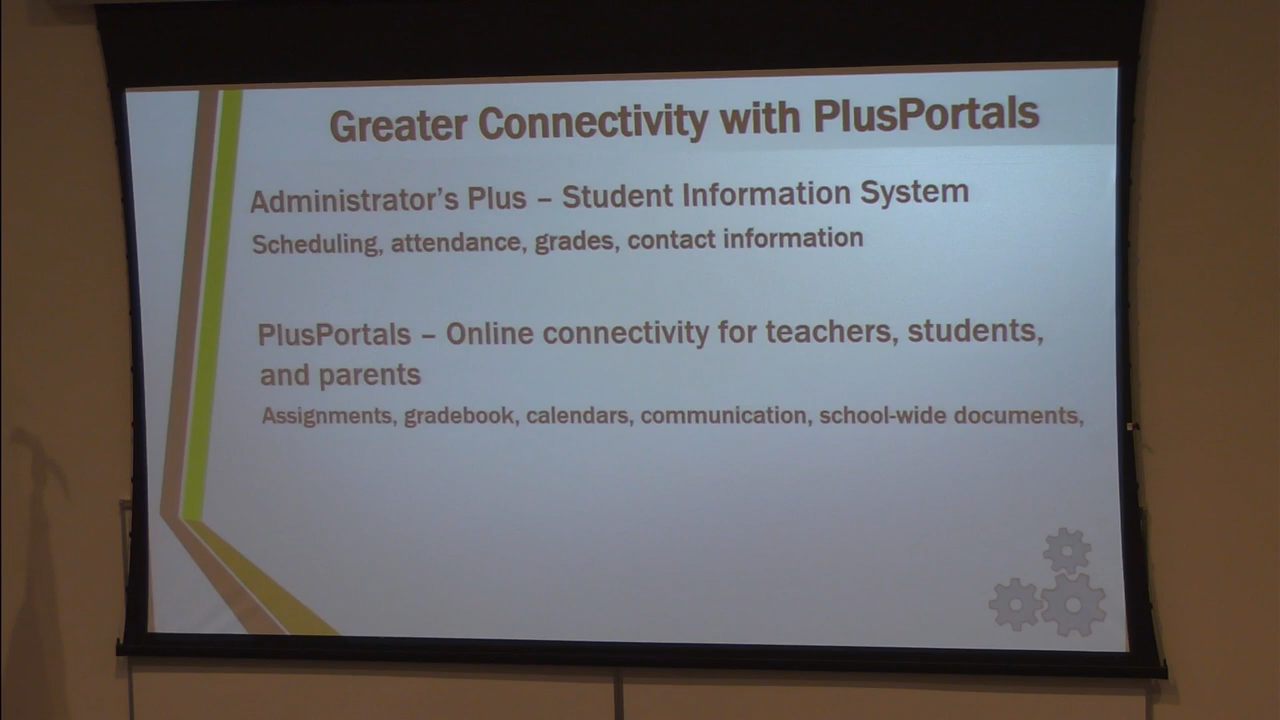 Greater Connectivity with PlusPortals
Administrator's Plus – Student Information System
Scheduling, attendance, grades, contact information
PlusPortals – Online connectivity for teachers, students,
and parents
Assignments, gradebook, calendars, communication, school-wide documents,